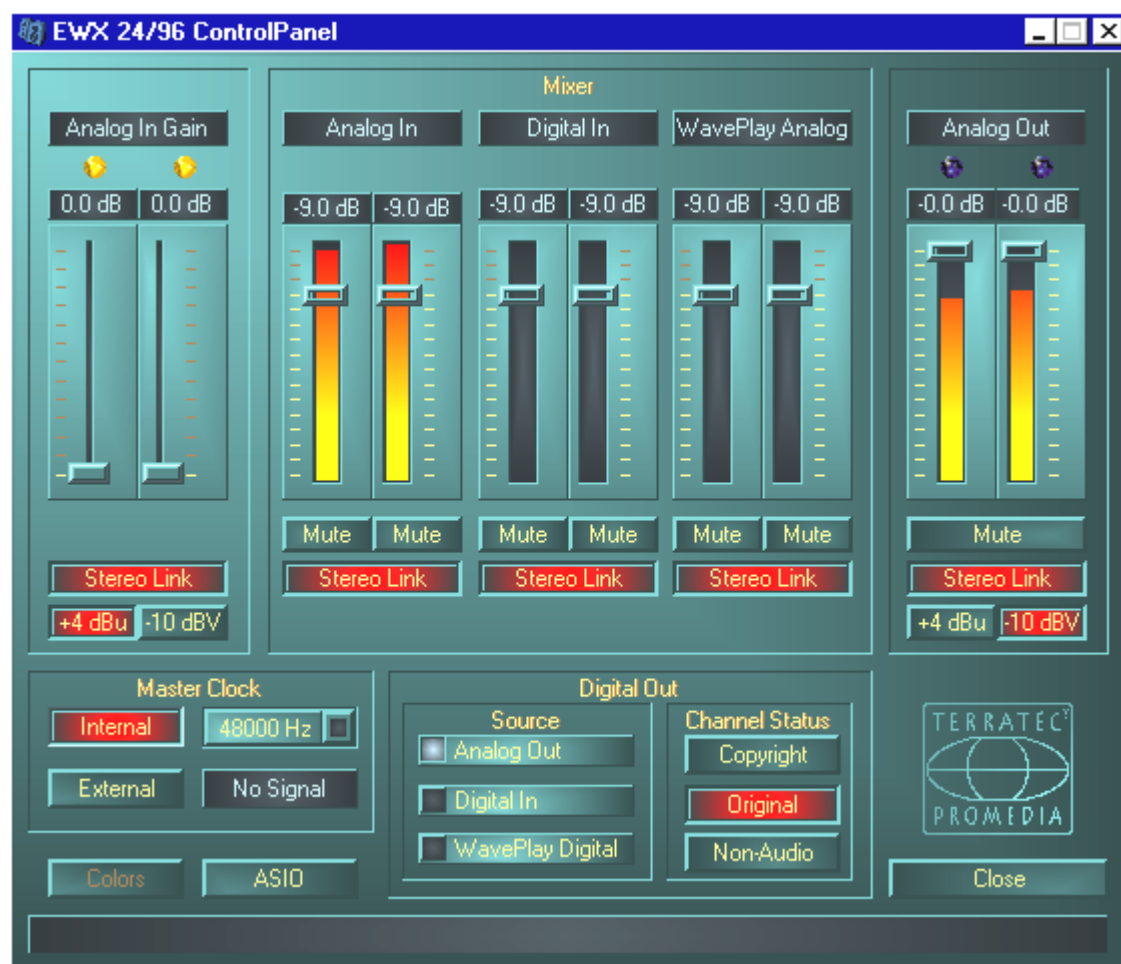 EWX 24/96 ControlPanel
Mixer
Analog In Gain
Analog In
Digital In
WavePlay Analog
Analog Out
0.0 dB 0.0 dB
-9.0 dB -9.0 dB
-9.0 dB -9.0 dB
-9.0 dB -9.0 dB
-0.0 dB -0.0 dB
Mute Mute
Mute Mute
Mute Mute
Mute
Stereo Link
Stereo Link
Stereo Link
Stereo Link
Stereo Link
+4 dBu -10 dBV
+4 dBu -10 dBV
Master Clock
Internal
48000 Hz
External
No Signal
Colors
ASIO
Digital Out
Source
Analog Out
Digital In
WavePlay Digital
Channel Status
Copyright
Original
Non-Audio
TERRATEC
PROMEDIA
Close